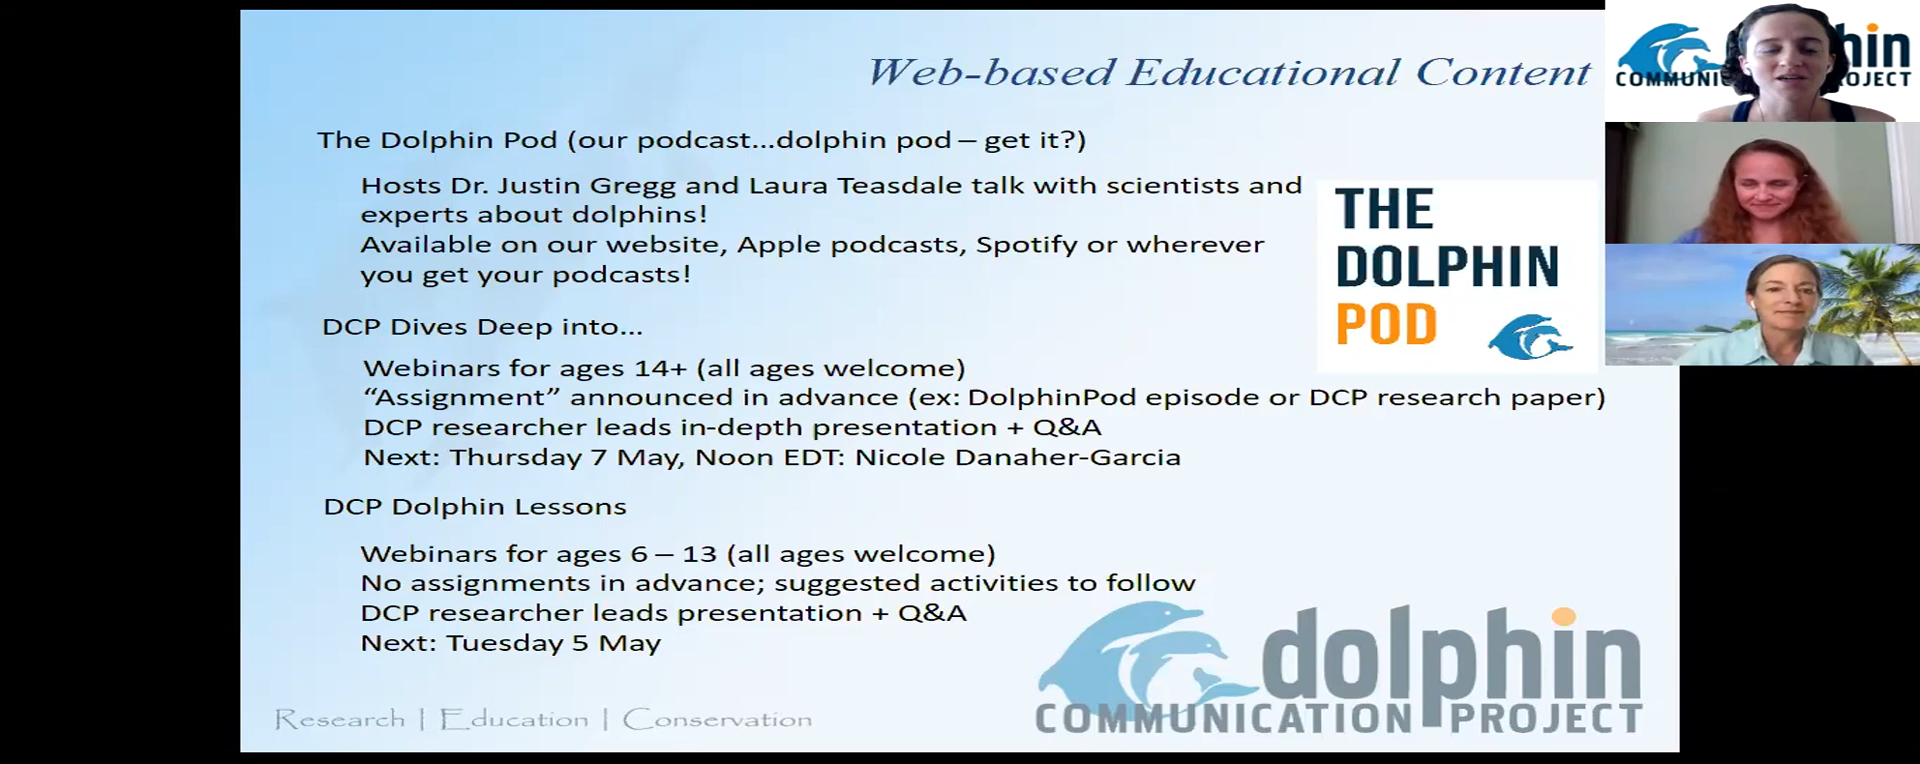 Web-based Educational Content
The Dolphin Pod (our podcast...dolphin pod – get it?)
Hosts Dr. Justin Gregg and Laura Teasdale talk with scientists and
experts about dolphins!
Available on our website, Apple podcasts, Spotify or wherever
you get your podcasts!
THE
DOLPHIN
POD
DCP Dives Deep into...
Webinars for ages 14+ (all ages welcome)
“Assignment” announced in advance (ex: DolphinPod episode or DCP research paper)
DCP researcher leads in-depth presentation + Q&A
Next: Thursday 7 May, Noon EDT: Nicole Danaher-Garcia
DCP Dolphin Lessons
Webinars for ages 6 – 13 (all ages welcome)
No assignments in advance; suggested activities to follow
DCP researcher leads presentation + Q&A
Next: Tuesday 5 May
Research | Education | Conservation
dolphin
COMMUNICATION PROJECT